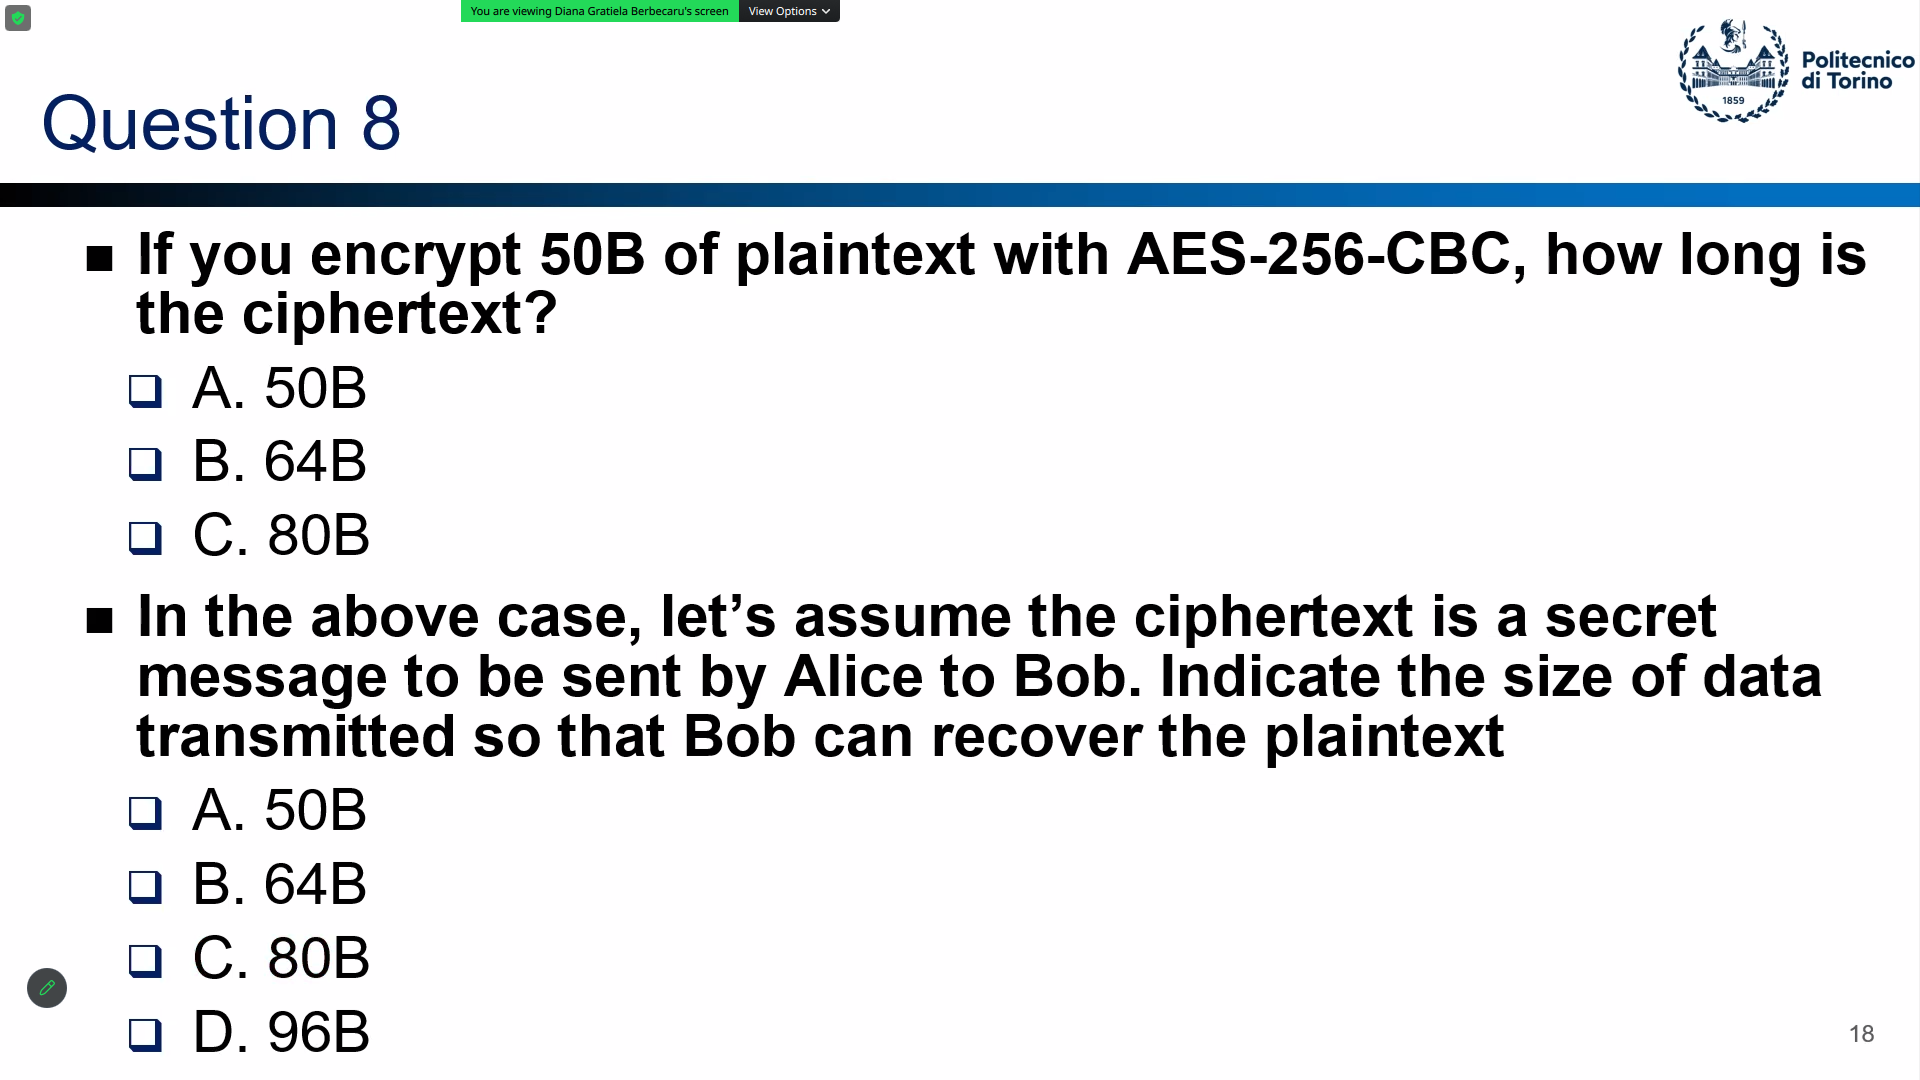 You are viewing Diana Gratiela Berbecaru's screen
View Options
Politecnico
di Torino
1859
Question 8
If you encrypt 50B of plaintext with AES-256-CBC, how long is
the ciphertext?
A. 50B
B. 64B
C. 80B
In the above case, let’s assume the ciphertext is a secret
message to be sent by Alice to Bob. Indicate the size of data
transmitted so that Bob can recover the plaintext
A. 50B
B. 64B
C. 80B
D. 96B
18